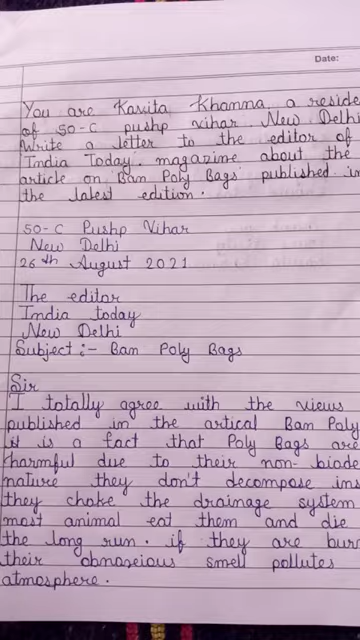 Date:
You are Kavita Khanna a reside
of 50-C pushp vihar New Delhi
Write a letter to the editor of
India Today. magazine about the
article on Ban Poly Bags published in
the latest edition.
50-C Pushp Vihar
New Delhi
26th August 2021
The editor
India today
New Delhi
Subject :- Ban Poly Bags
Sir
I totally agree with the views
published in the artical Ban Poly
it is a fact that Poly Bags are
harmful due to their non-biode
nature they don't decompose ins
they choke the drainage system
most animal eat them and die
the long run. if they are burn
their obnoxeious smell pollutes
atmosphere.